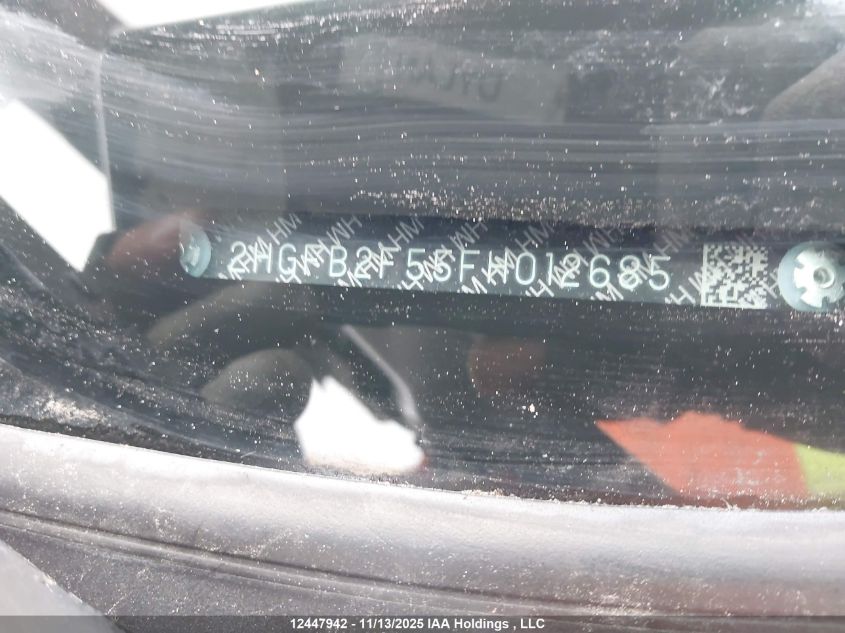 2HGFB2F55FH012685
12447942 - 11/13/2025 IAA Holdings , LLC